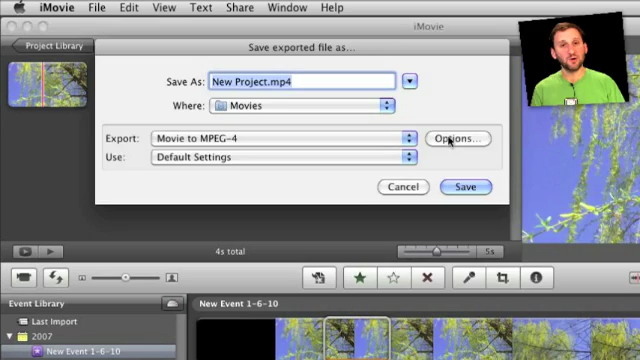 iMovie File Edit View Text Share Window Help
iMovie
Project Library
Save exported file as...
Save As: New Project.mp4
Where: Movies
Export: Movie to MPEG-4 Options...
Use: Default Settings
Cancel Save
4s total 5s
Event Library New Event 1-6-10
Last Import
2007
New Event 1-6-10